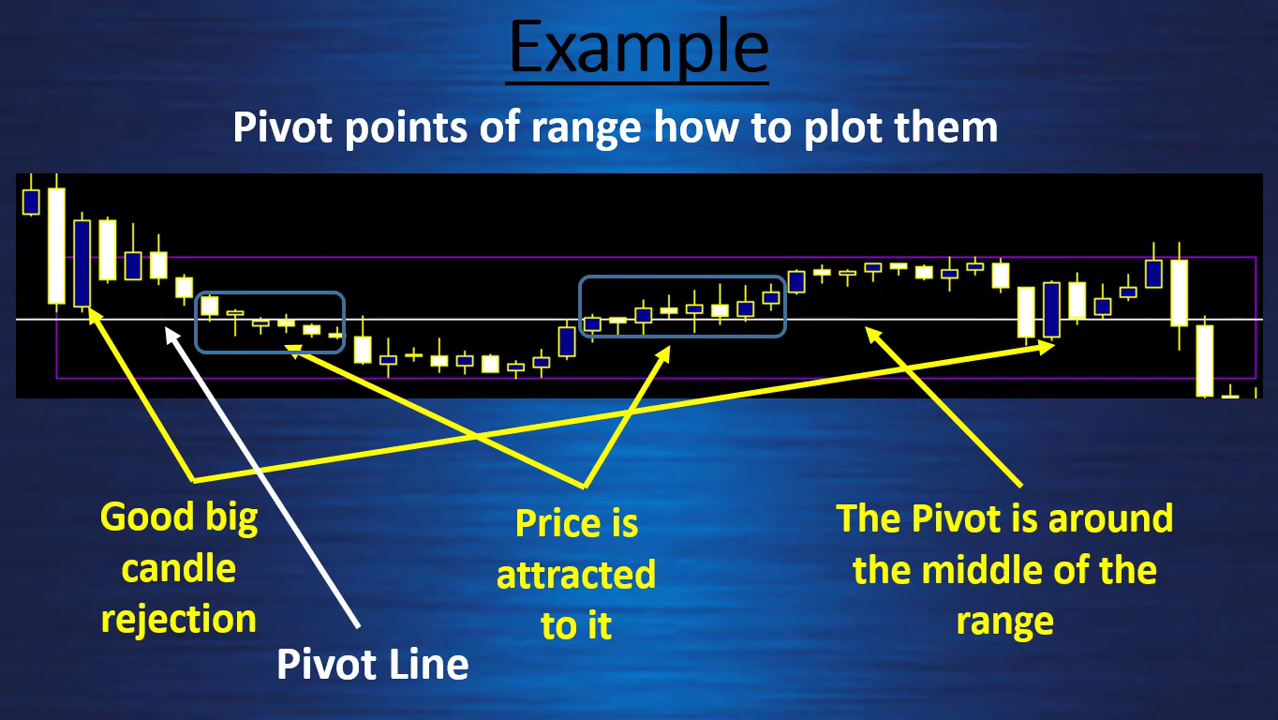 Example
Pivot points of range how to plot them
Good big
candle
rejection
Pivot Line
Price is
attracted
to it
The Pivot is around
the middle of the
range